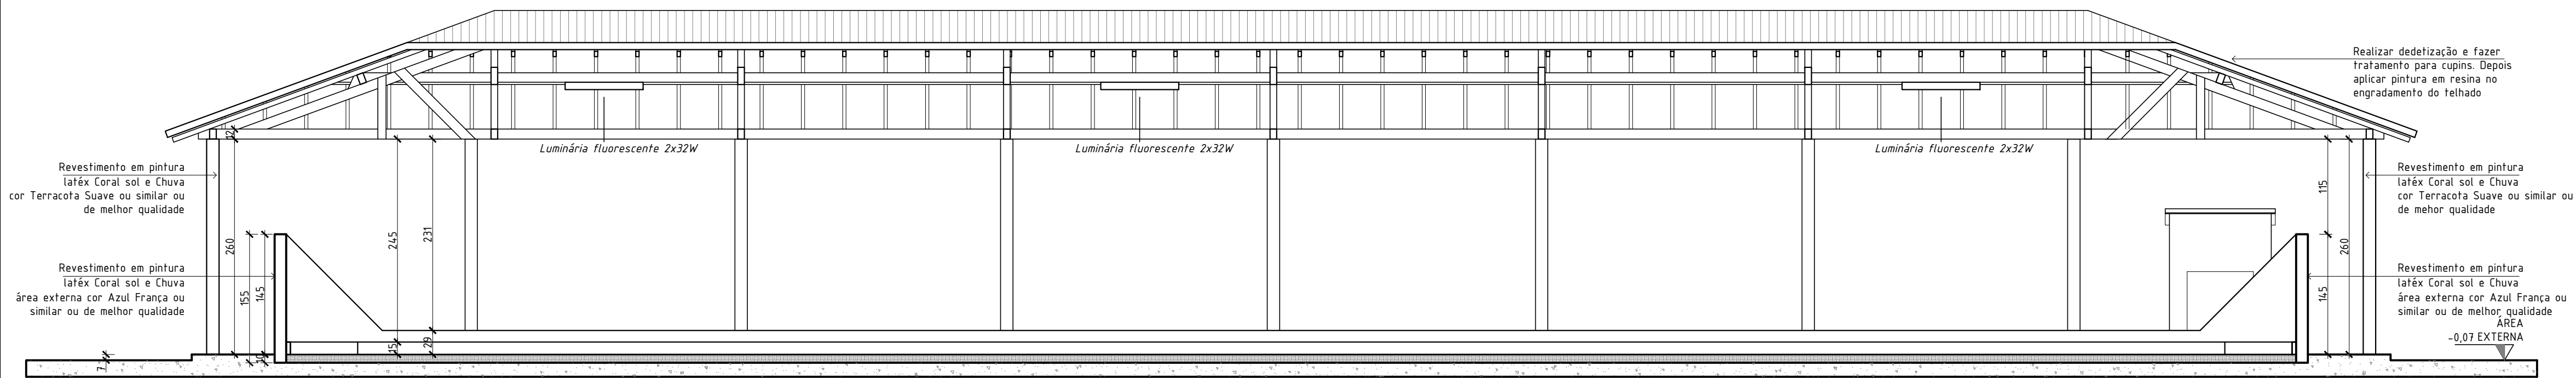 Realizar dedetização e fazer
tratamento para cupins. Depois
aplicar pintura em resina no
engradamento do telhado
Luminária fluorescente 2x32W
Luminária fluorescente 2x32W
Luminária fluorescente 2x32W
Revestimento em pintura
latéx Coral sol e Chuva
cor Terracota Suave ou similar ou
de melhor qualidade
Revestimento em pintura
latéx Coral sol e Chuva
área externa cor Azul França ou
similar ou de melhor qualidade
12
260
155
145
10
7
245
15
231
29
115
145
260
Revestimento em pintura
latéx Coral sol e Chuva
cor Terracota Suave ou similar ou
de mehor qualidade
Revestimento em pintura
latéx Coral sol e Chuva
área externa cor Azul França ou
similar ou de melhor qualidade
ÁREA
-0,07 EXTERNA